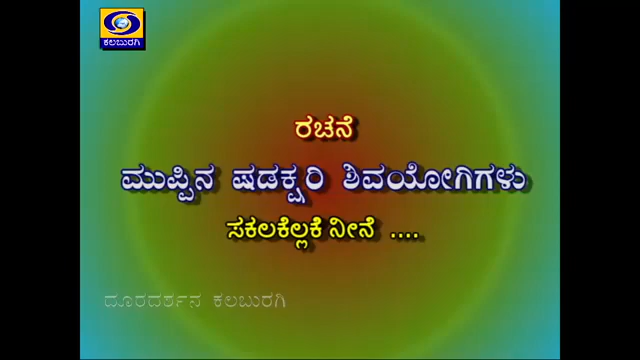 ಕಲಬುರಗಿ
ರಚನೆ
ಮುಪ್ಪಿನ ಷಡಕ್ಷರಿ ಶಿವಯೋಗಿಗಳು
ಸಕಲಕೆಲ್ಲಕೆ ನೀನೆ ....
ದೂರದರ್ಶನ ಕಲಬುರಗಿ